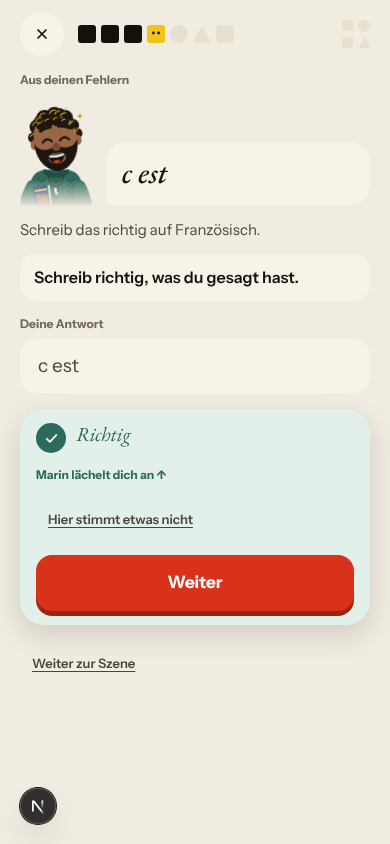 Aus deinen Fehlern
c est
Schreib das richtig auf Französisch.
Schreib richtig, was du gesagt hast.
Deine Antwort
c est
Richtig
Marin lächelt dich an ↑
Hier stimmt etwas nicht
Weiter
Weiter zur Szene
N